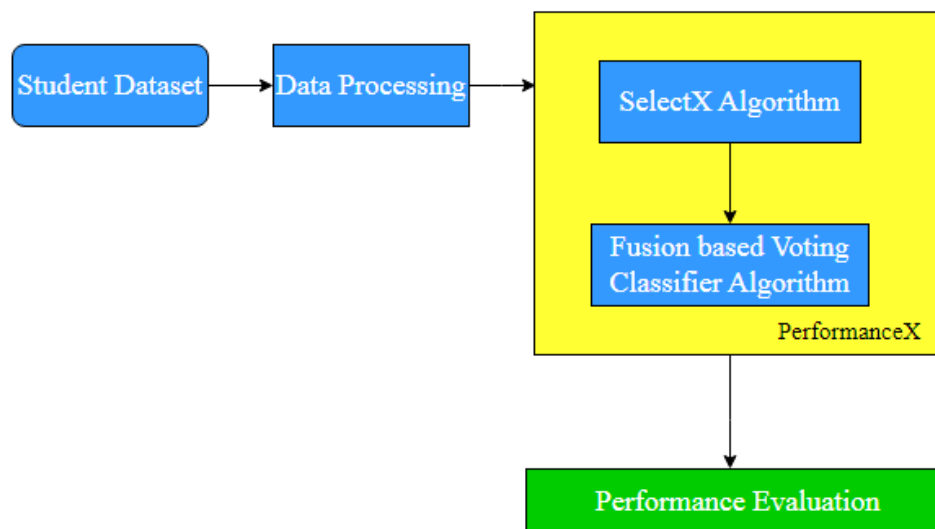 Student Dataset
Data Processing
SelectX Algorithm
Fusion based Voting
Classifier Algorithm
PerformanceX
Performance Evaluation